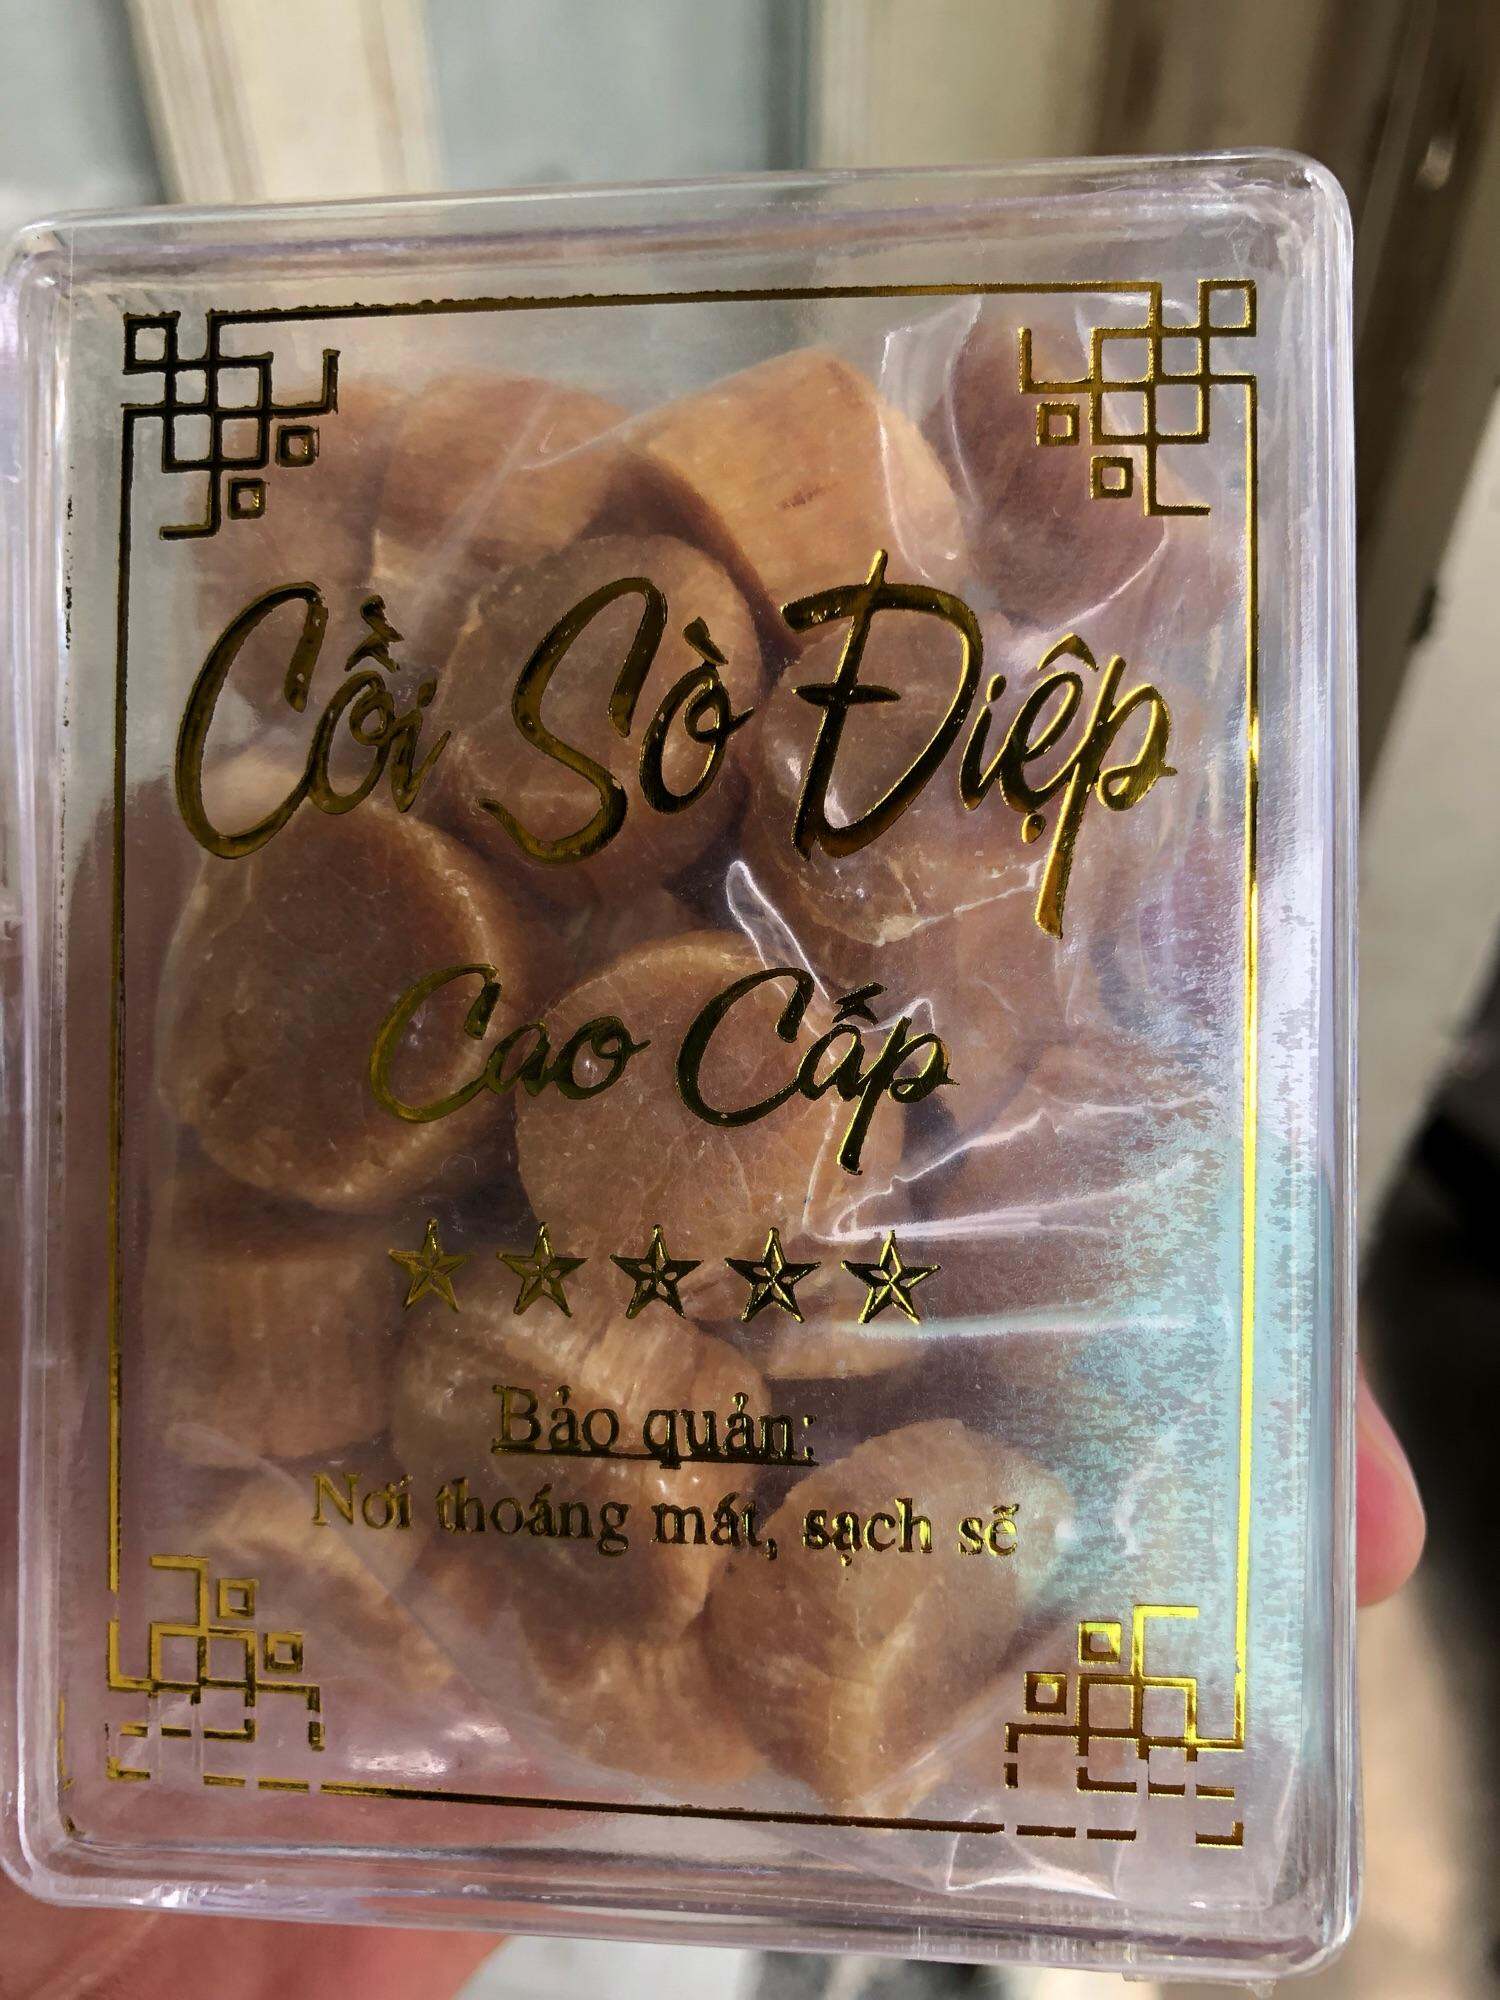 Cồi Sò Điệp
Cao Cấp
Bảo quản:
Nơi thoáng mát, sạch sẽ